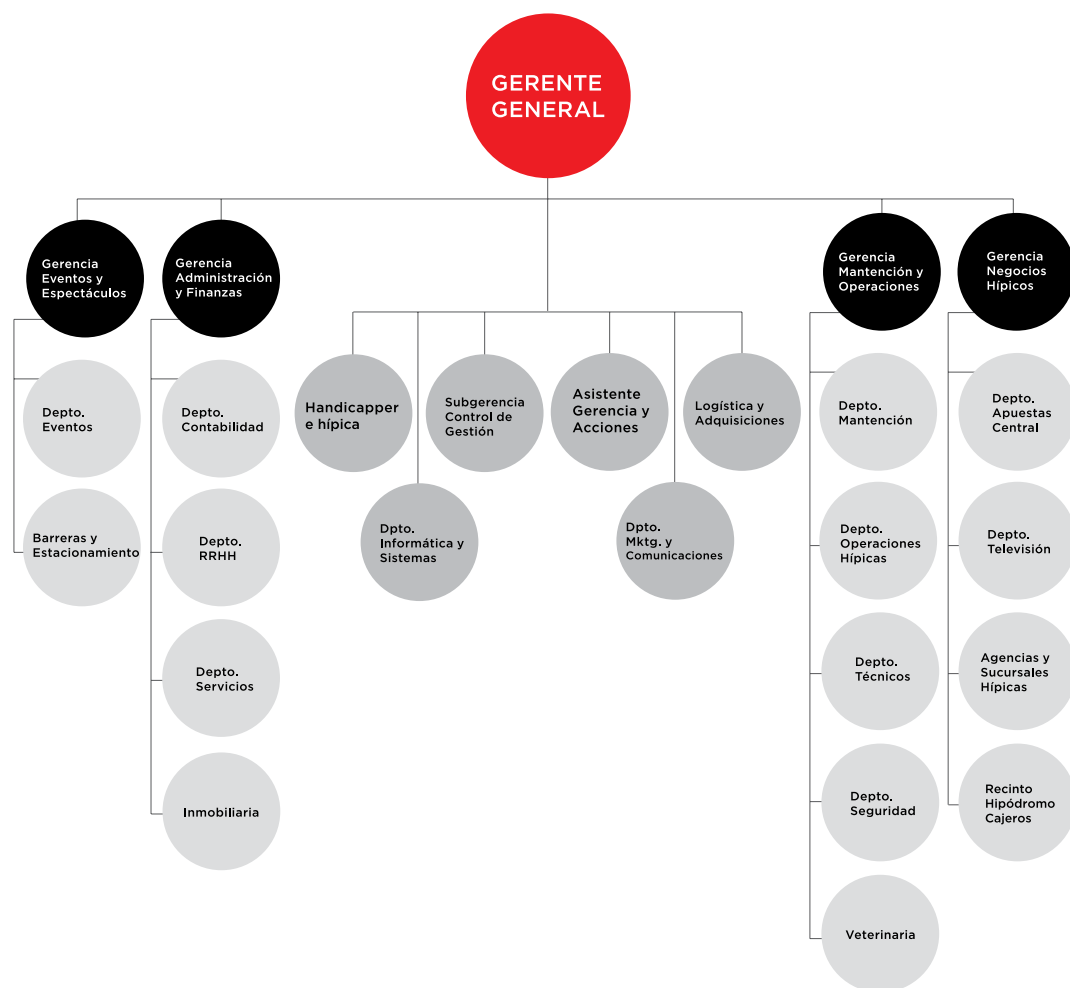 GERENTE
GENERAL
Gerencia
Eventos y
Espectáculos
Gerencia
Administración
y Finanzas
Gerencia
Mantención y
Operaciones
Gerencia
Negocios
Hípicos
Depto.
Eventos
Barreras y
Estacionamiento
Depto.
Contabilidad
Depto.
RRHH
Depto.
Servicios
Inmobiliaria
Handicapper
e hípica
Subgerencia
Control de
Gestión
Asistente
Gerencia y
Acciones
Logística y
Adquisiciones
Dpto.
Informática y
Sistemas
Dpto.
Mktg. y
Comunicaciones
Depto.
Mantención
Depto.
Operaciones
Hípicas
Depto.
Técnicos
Depto.
Seguridad
Veterinaria
Depto.
Apuestas
Central
Depto.
Televisión
Agencias y
Sucursales
Hípicas
Recinto
Hipódromo
Cajeros